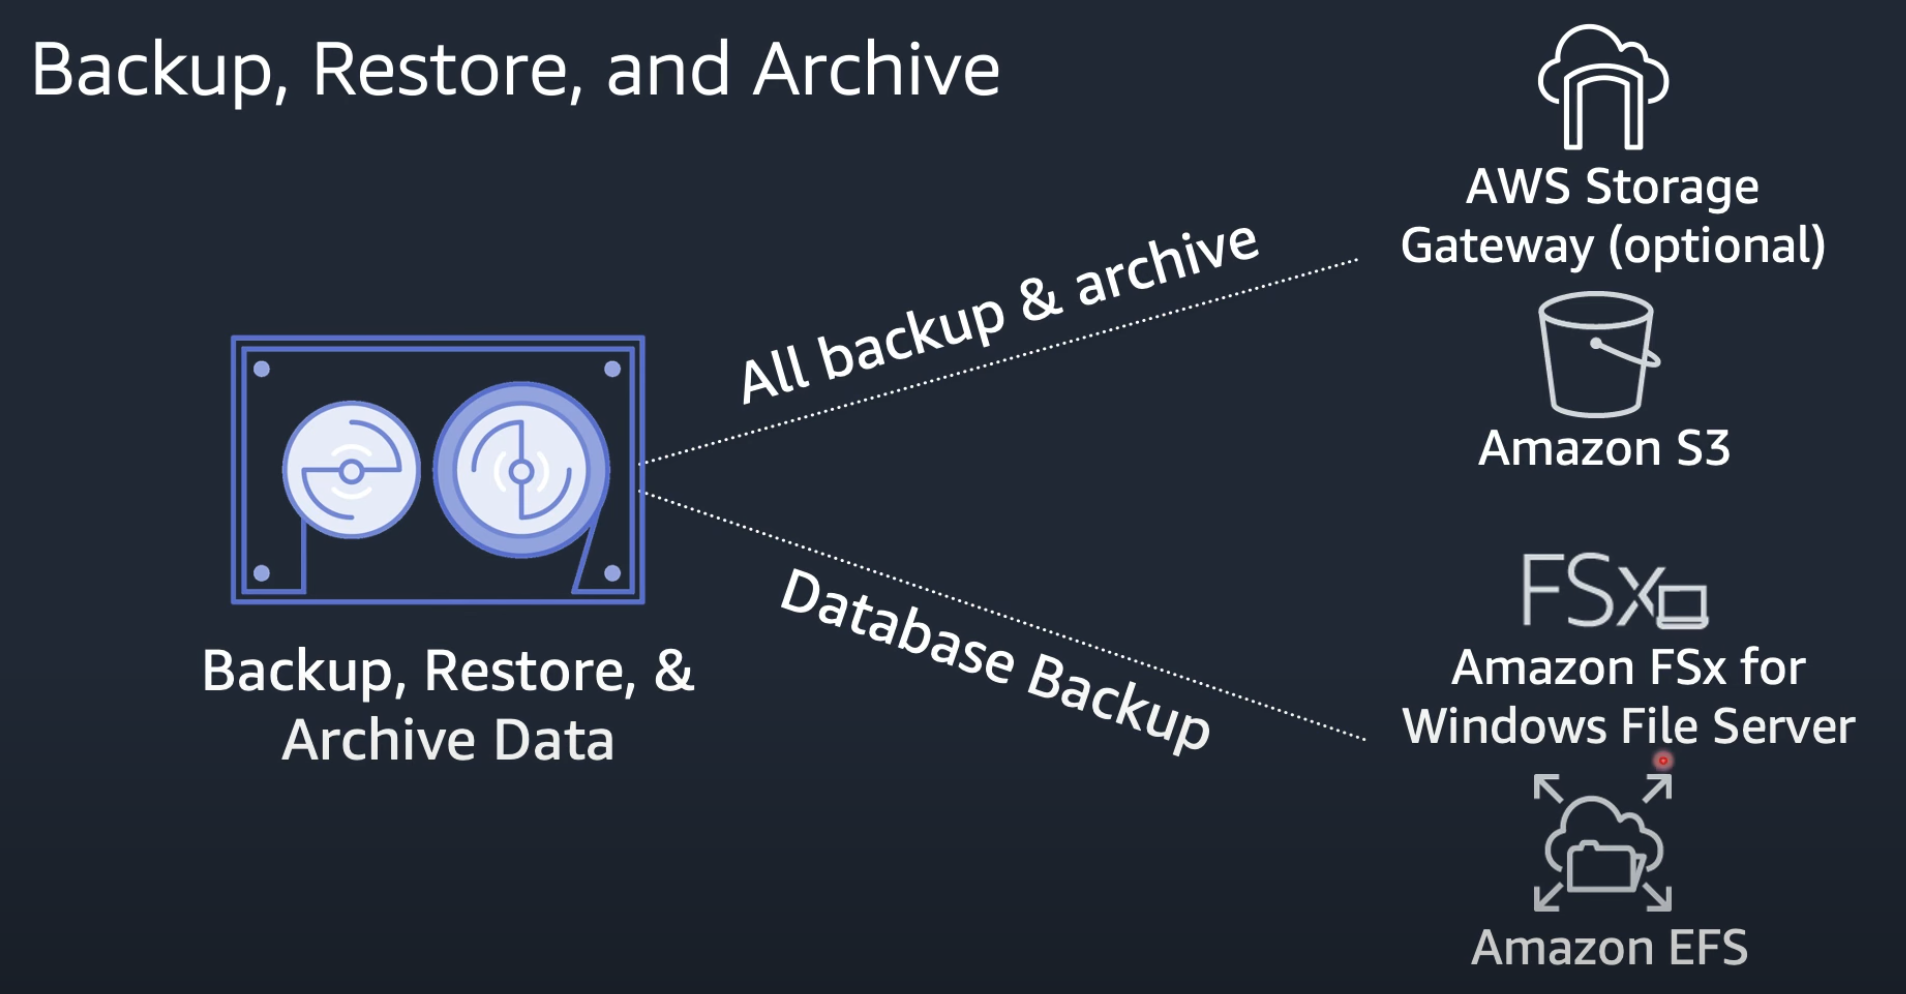 Backup, Restore, and Archive
AWS Storage
Gateway (optional)
All backup & archive
Amazon S3
FSx
Amazon FSx for
Windows File Server
Database Backup
Backup, Restore, &
Archive Data
Amazon EFS